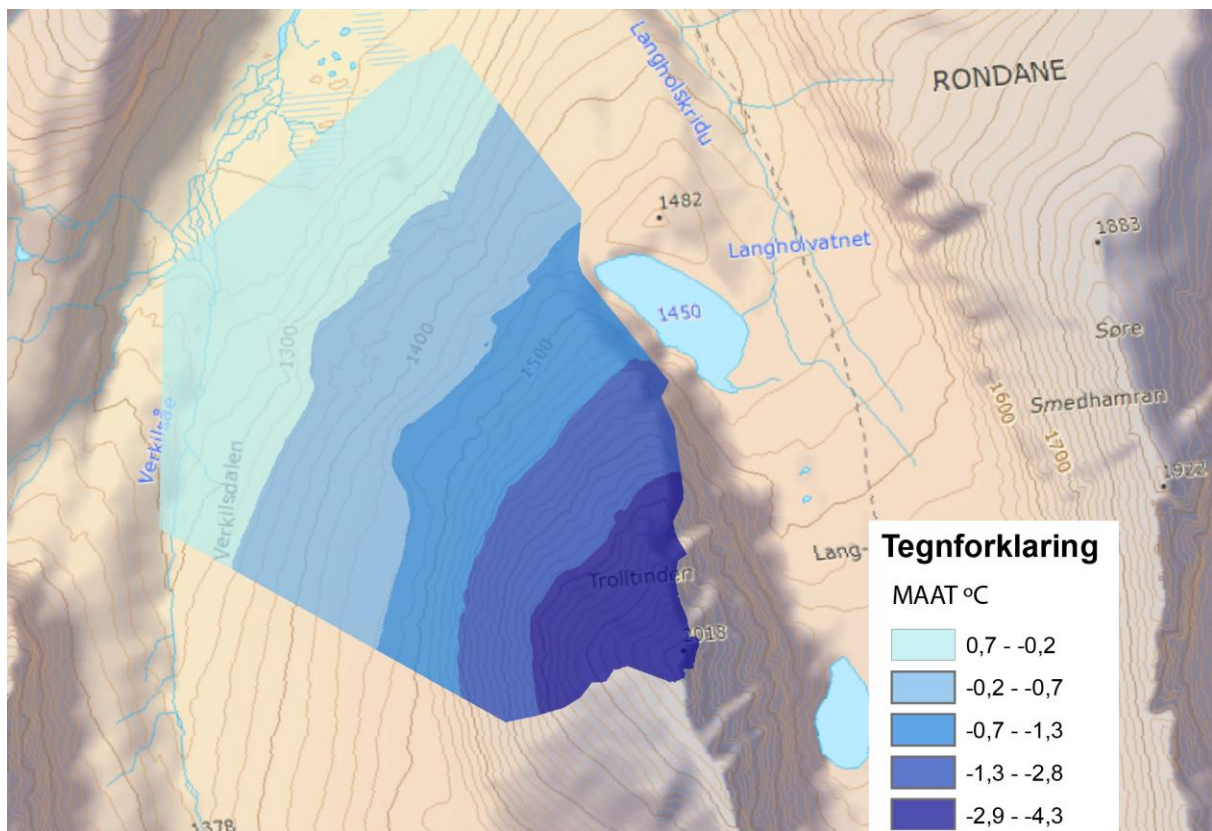 Langholskridu
RONDANE
1482
1883
Langholvatnet
1450
Søre
1300
1400
1500
Smedhamran
1600
1700
Verkilsåe
Verkilsdalen
1922
Lang-
Trolltinden
2018
1378
Tegnforklaring
MAAT ºC
0,7 - -0,2
-0,2 - -0,7
-0,7 - -1,3
-1,3 - -2,8
-2,9 - -4,3